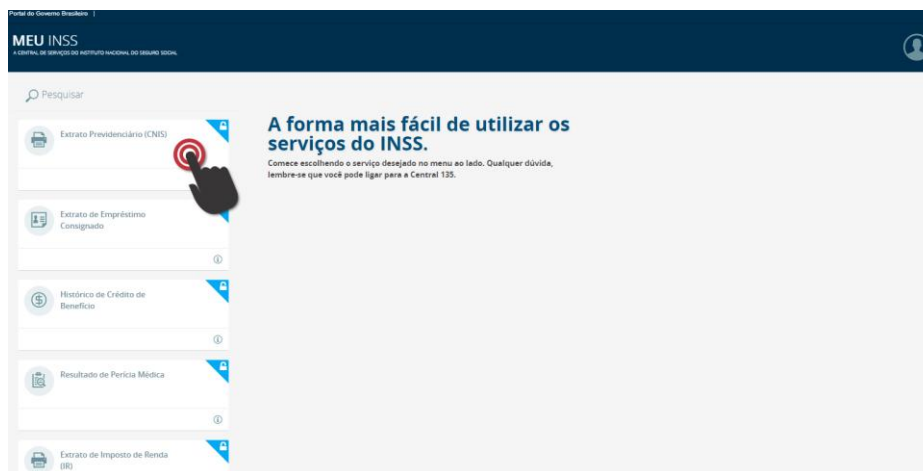 Portal do Governo Brasileiro |
MEU INSS
A CENTRAL DE SERVIÇOS DO INSTITUTO NACIONAL DO SEGURO SOCIAL
Pesquisar
Extrato Previdenciário (CNIS)
Extrato de Empréstimo
Consignado
Histórico de Crédito de
Benefício
Resultado de Perícia Médica
Extrato de Imposto de Renda
(IR)
A forma mais fácil de utilizar os
serviços do INSS.
Comece escolhendo o serviço desejado no menu ao lado. Qualquer dúvida,
lembre-se que você pode ligar para a Central 135.